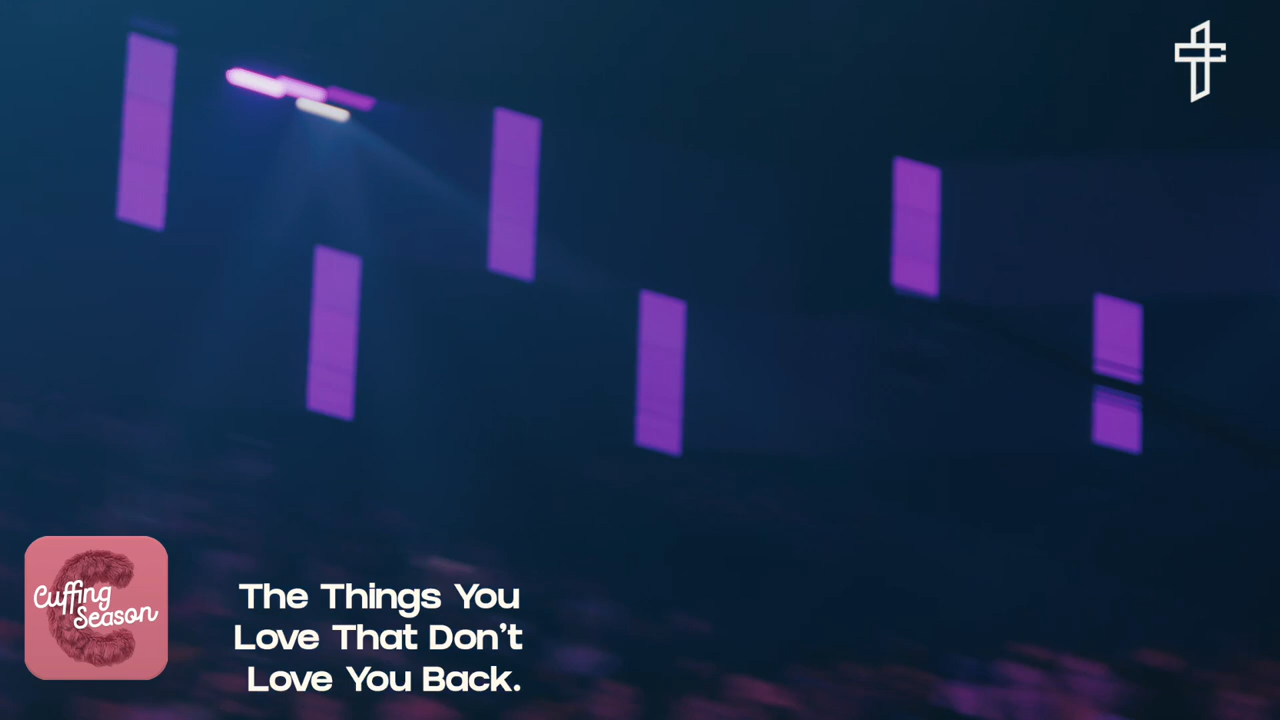 Cuffing
Season
The Things You
Love That Don't
Love You Back.